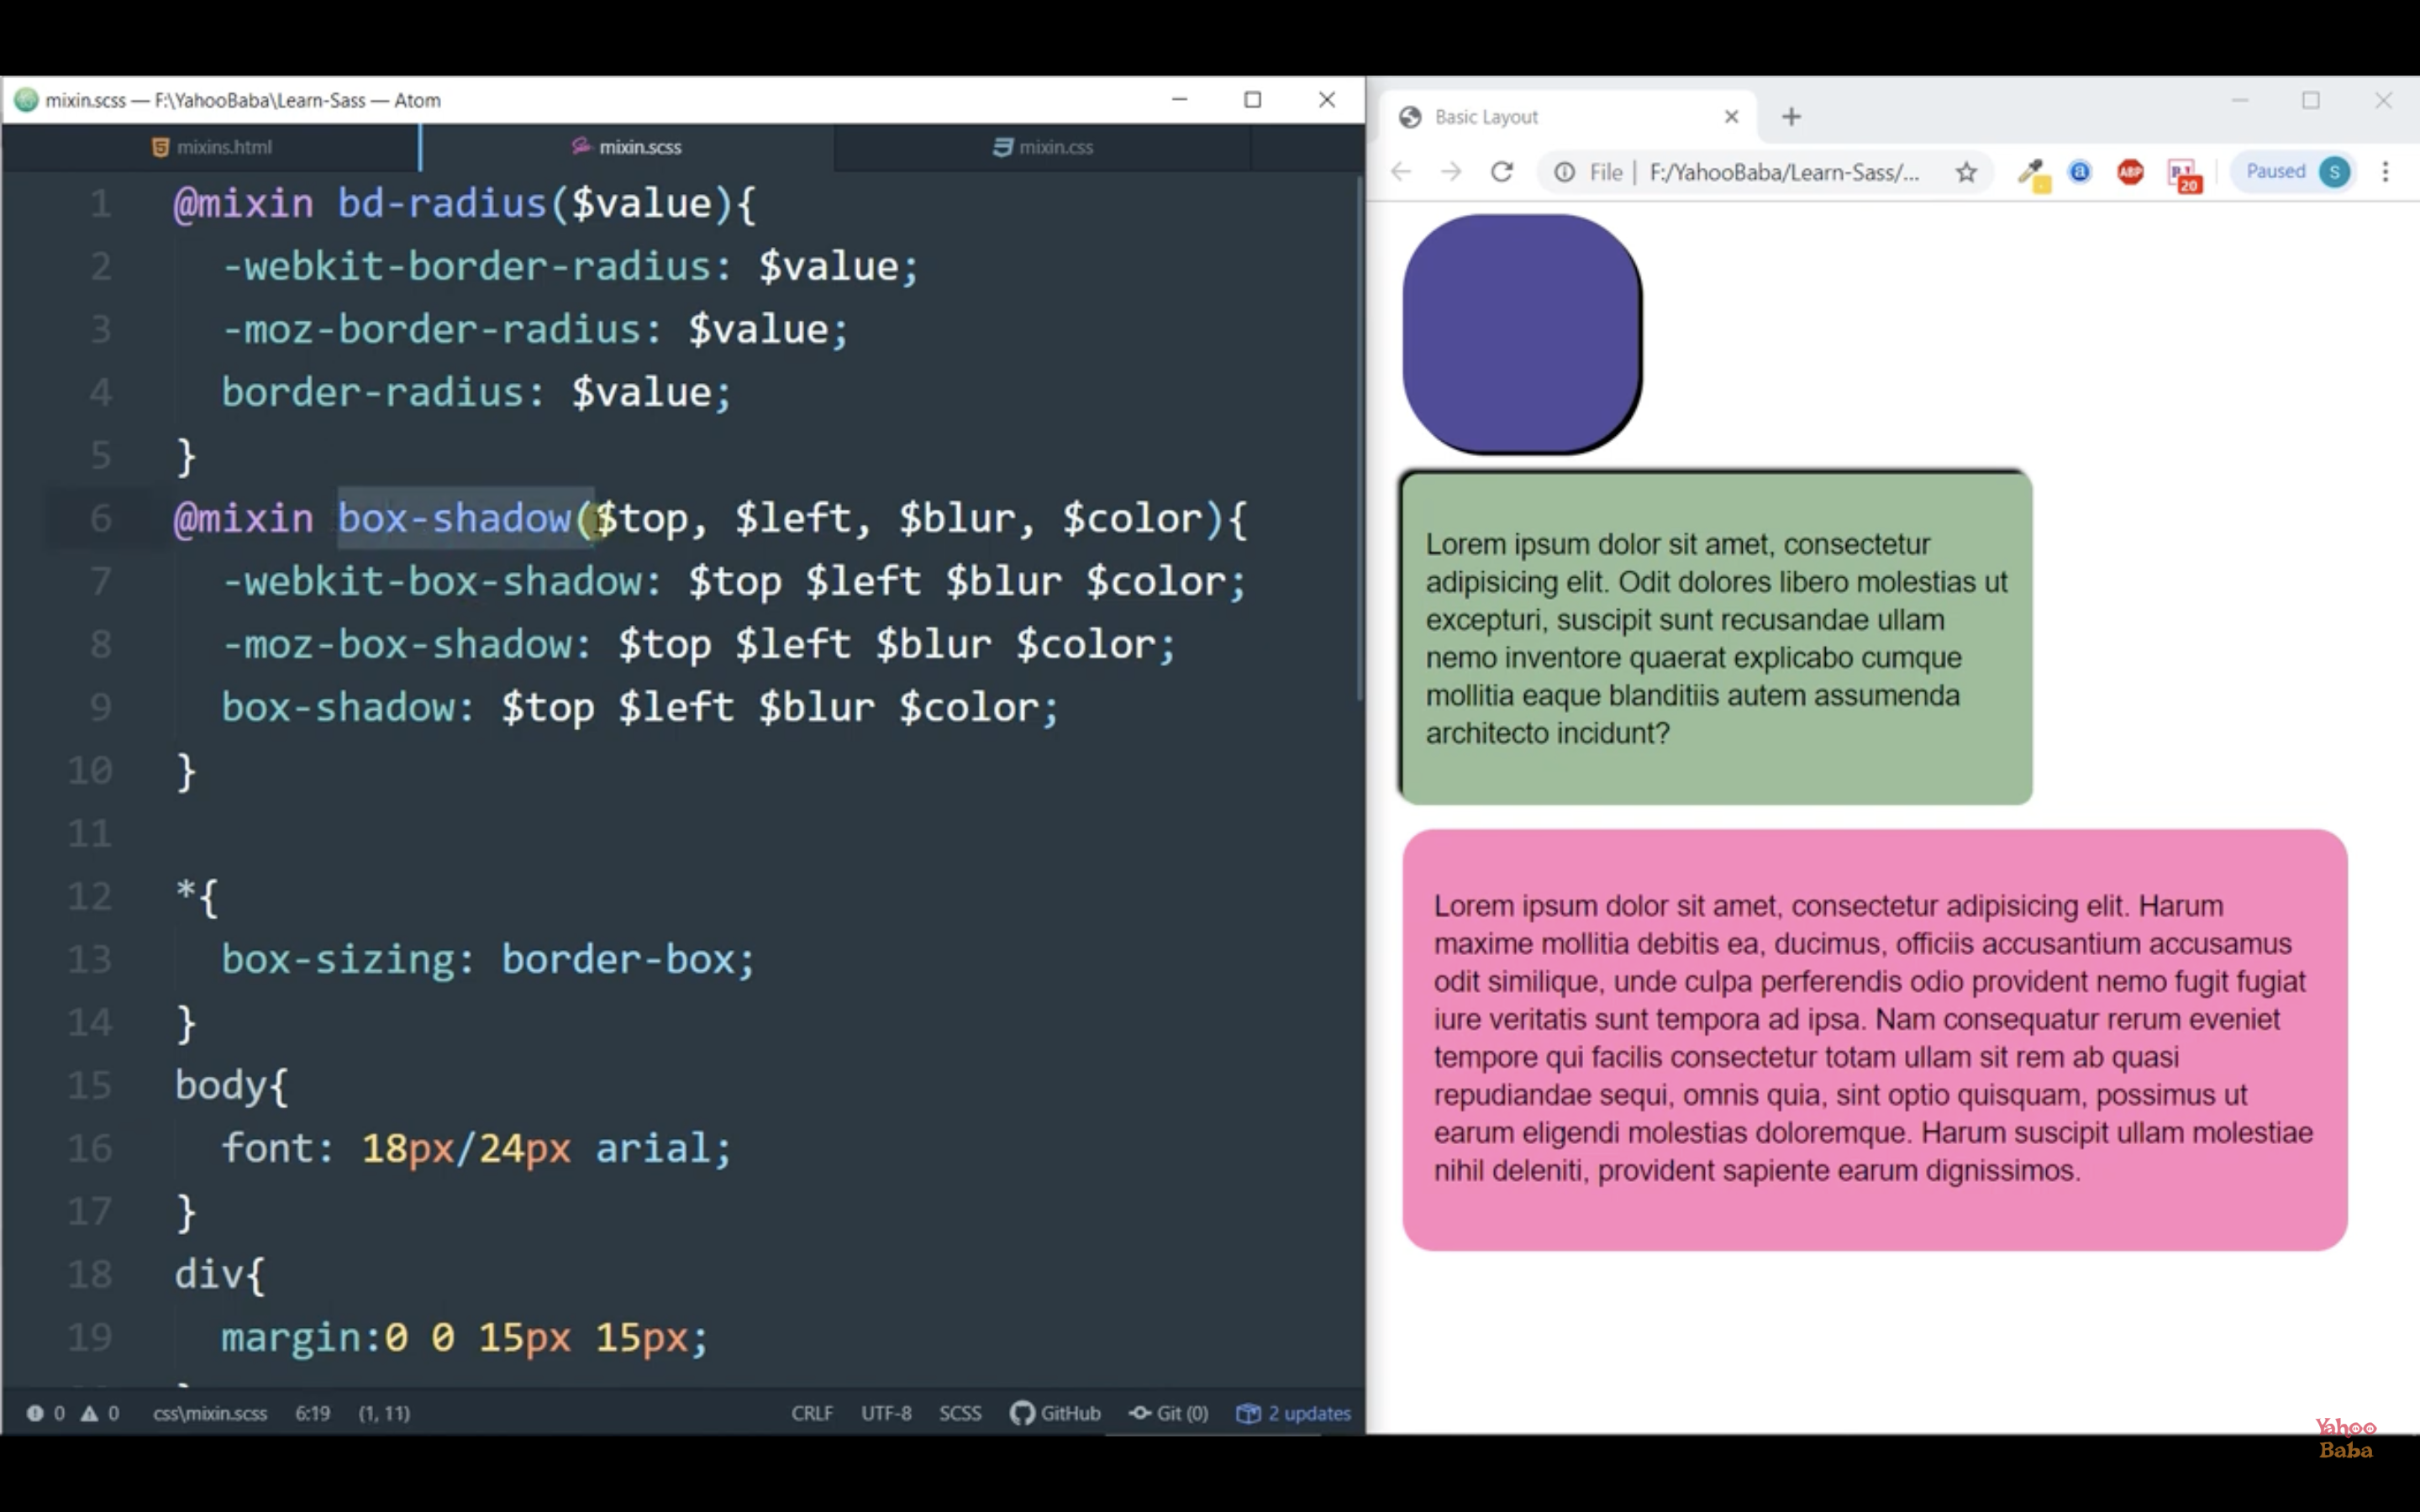 mixin.scss — F:\YahooBaba\Learn-Sass — Atom
mixins.html
mixin.scss
mixin.css
1 @mixin bd-radius($value){
2 -webkit-border-radius: $value;
3 -moz-border-radius: $value;
4 border-radius: $value;
5 }
6 @mixin box-shadow($top, $left, $blur, $color){
7 -webkit-box-shadow: $top $left $blur $color;
8 -moz-box-shadow: $top $left $blur $color;
9 box-shadow: $top $left $blur $color;
10 }
11
12 *{
13 box-sizing: border-box;
14 }
15 body{
16 font: 18px/24px arial;
17 }
18 div{
19 margin:0 0 15px 15px;
0 0 css\mixin.scss 6:19 (1, 11) CRLF UTF-8 SCSS GitHub Git (0) 2 updates
Basic Layout
File | F:/YahooBaba/Learn-Sass/... a ABP 20 Paused S
Lorem ipsum dolor sit amet, consectetur
adipisicing elit. Odit dolores libero molestias ut
excepturi, suscipit sunt recusandae ullam
nemo inventore quaerat explicabo cumque
mollitia eaque blanditiis autem assumenda
architecto incidunt?
Lorem ipsum dolor sit amet, consectetur adipisicing elit. Harum
maxime mollitia debitis ea, ducimus, officiis accusantium accusamus
odit similique, unde culpa perferendis odio provident nemo fugit fugiat
iure veritatis sunt tempora ad ipsa. Nam consequatur rerum eveniet
tempore qui facilis consectetur totam ullam sit rem ab quasi
repudiandae sequi, omnis quia, sint optio quisquam, possimus ut
earum eligendi molestias doloremque. Harum suscipit ullam molestiae
nihil deleniti, provident sapiente earum dignissimos.
Yahoo
Baba